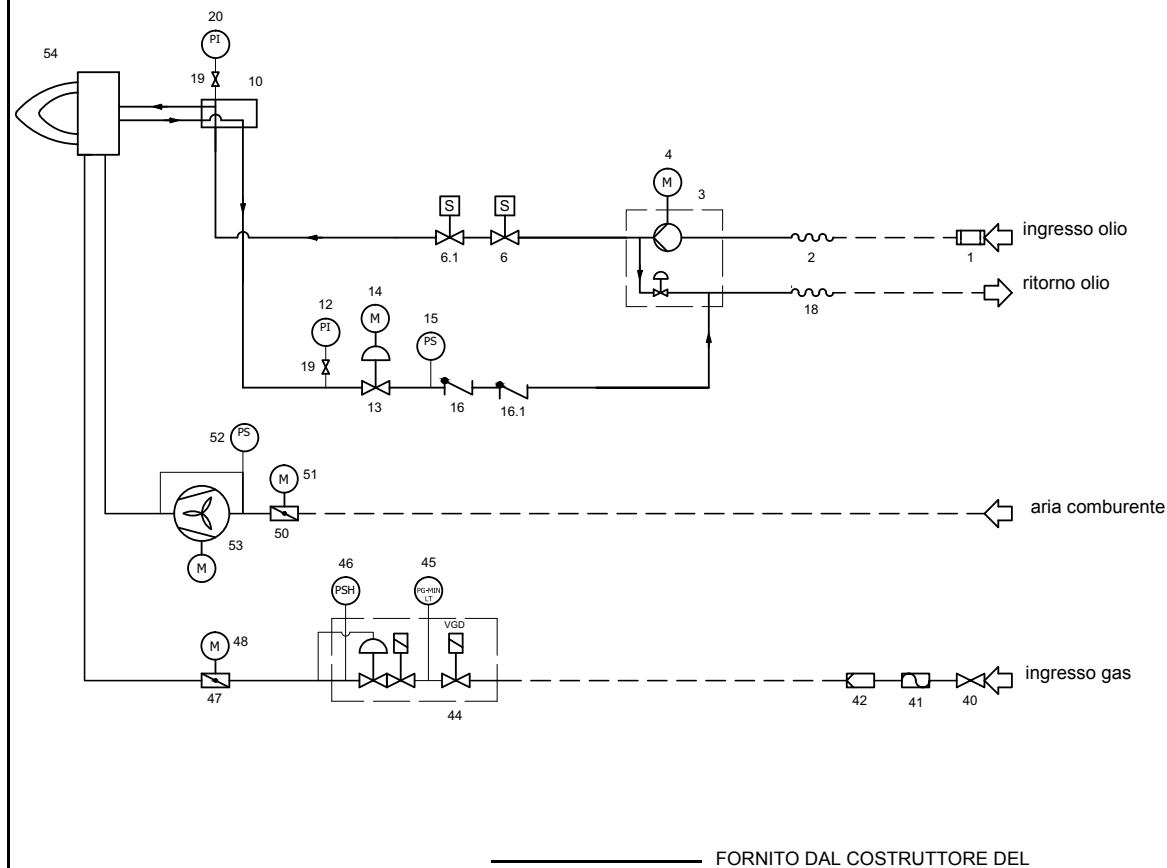 20
PI
54
19
10
4
M
3
S
S
ingresso olio
6.1
6
2
1
ritorno olio
12
14
PI
M
15
18
PS
19
13
16
16.1
52
PS
M
51
aria comburente
50
53
M
46
45
PSH
PG-MIN
LT
VGD
M
48
ingresso gas
47
44
42
41
40
FORNITO DAL COSTRUTTORE DEL